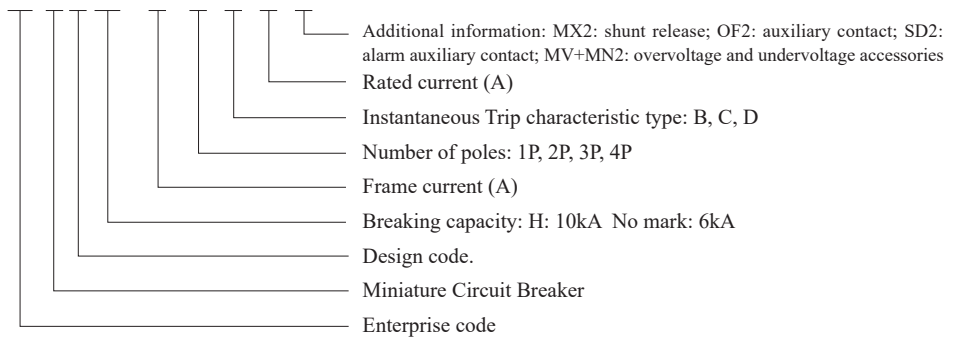 Additional information: MX2: shunt release; OF2: auxiliary contact; SD2:
alarm auxiliary contact; MV+MN2: overvoltage and undervoltage accessories
Rated current (A)
Instantaneous Trip characteristic type: B, C, D
Number of poles: 1P, 2P, 3P, 4P
Frame current (A)
Breaking capacity: H: 10kA No mark: 6kA
Design code.
Miniature Circuit Breaker
Enterprise code